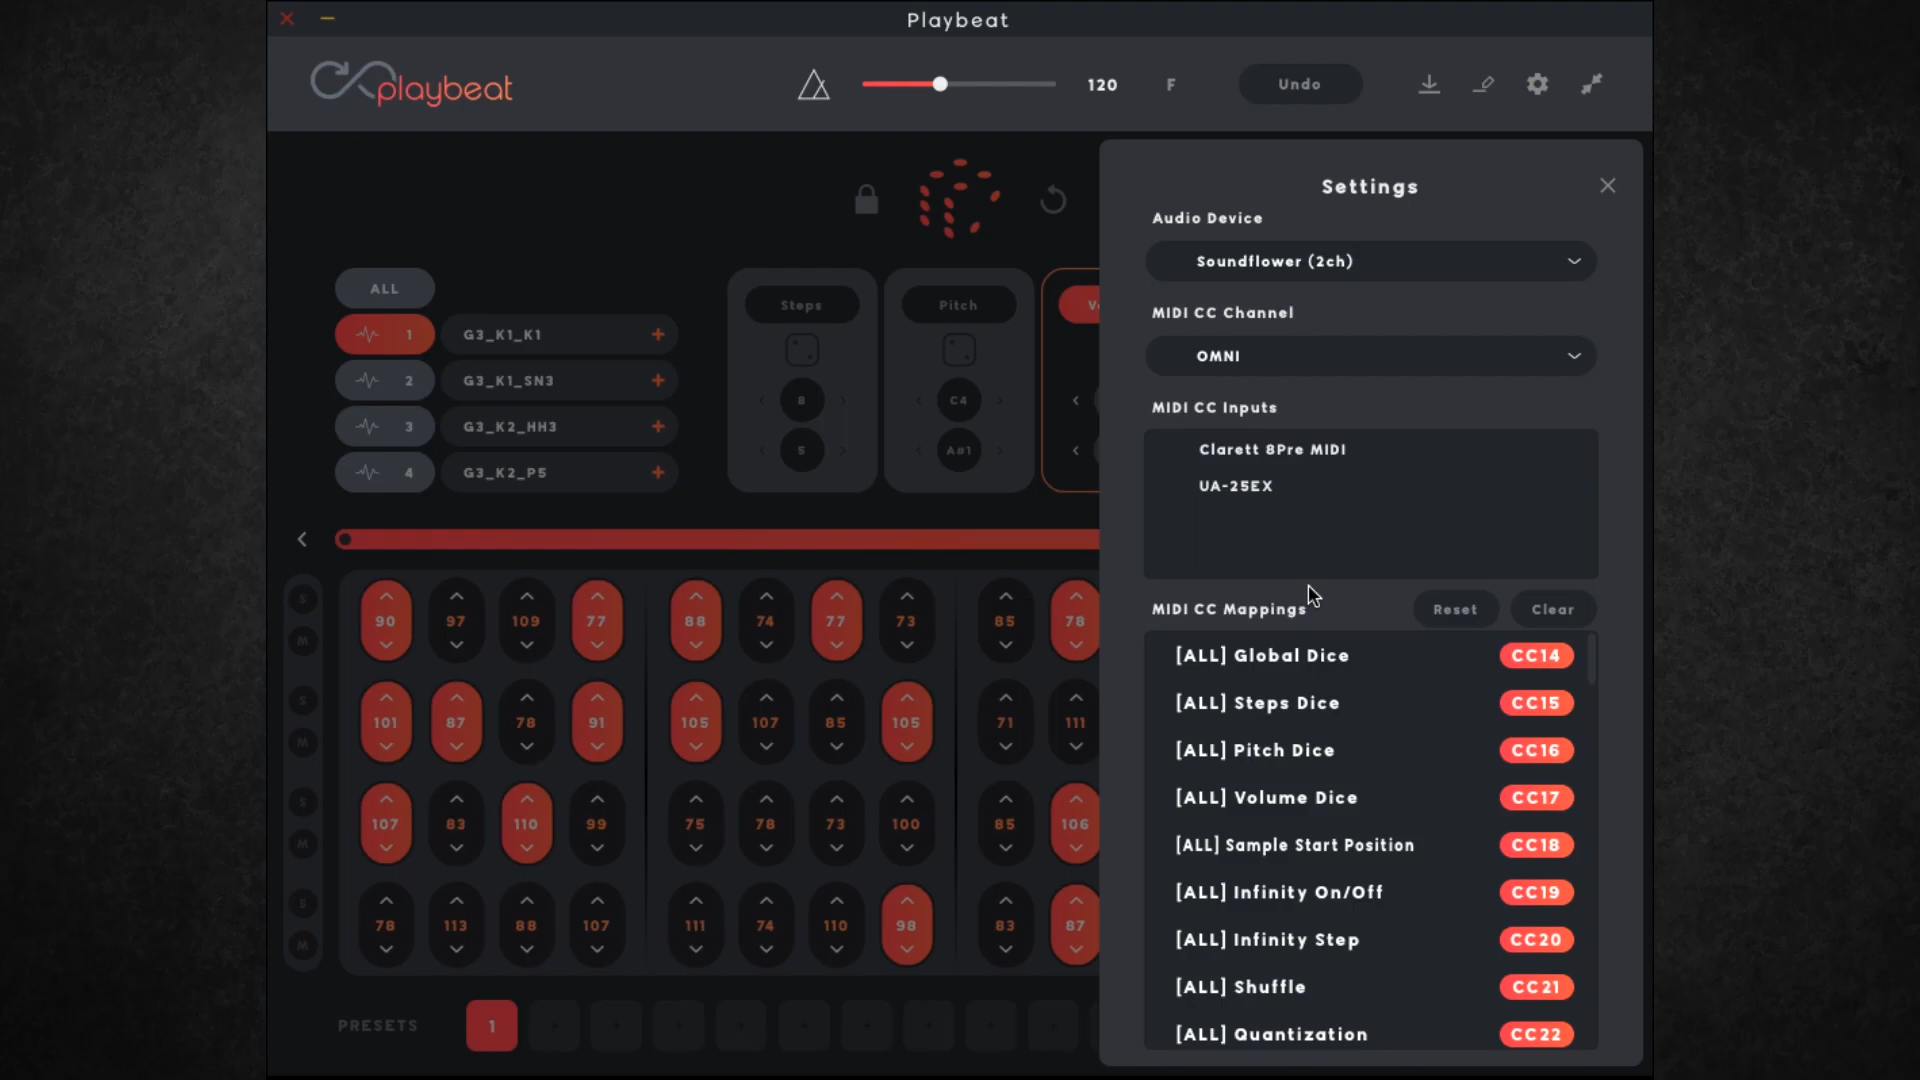 Playbeat
playbeat
120
F
Undo
Settings
Audio Device
Soundflower (2ch)
MIDI CC Channel
OMNI
MIDI CC Inputs
Clarett 8Pre MIDI
UA-25EX
MIDI CC Mappings
Reset
Clear
[ALL] Global Dice CC14
[ALL] Steps Dice CC15
[ALL] Pitch Dice CC16
[ALL] Volume Dice CC17
[ALL] Sample Start Position CC18
[ALL] Infinity On/Off CC19
[ALL] Infinity Step CC20
[ALL] Shuffle CC21
[ALL] Quantization CC22
ALL
1 G3_K1_K1 +
2 G3_K1_SN3 +
3 G3_K2_HH3 +
4 G3_K2_P5 +
Steps
8
5
Pitch
C4
A#1
S
M
90 97 109 77 88 74 77 73 85 78
S
M
101 87 78 91 105 107 85 105 71 111
S
M
107 83 110 99 75 78 73 100 85 106
S
M
78 113 88 107 111 74 110 98 83 87
PRESETS
1